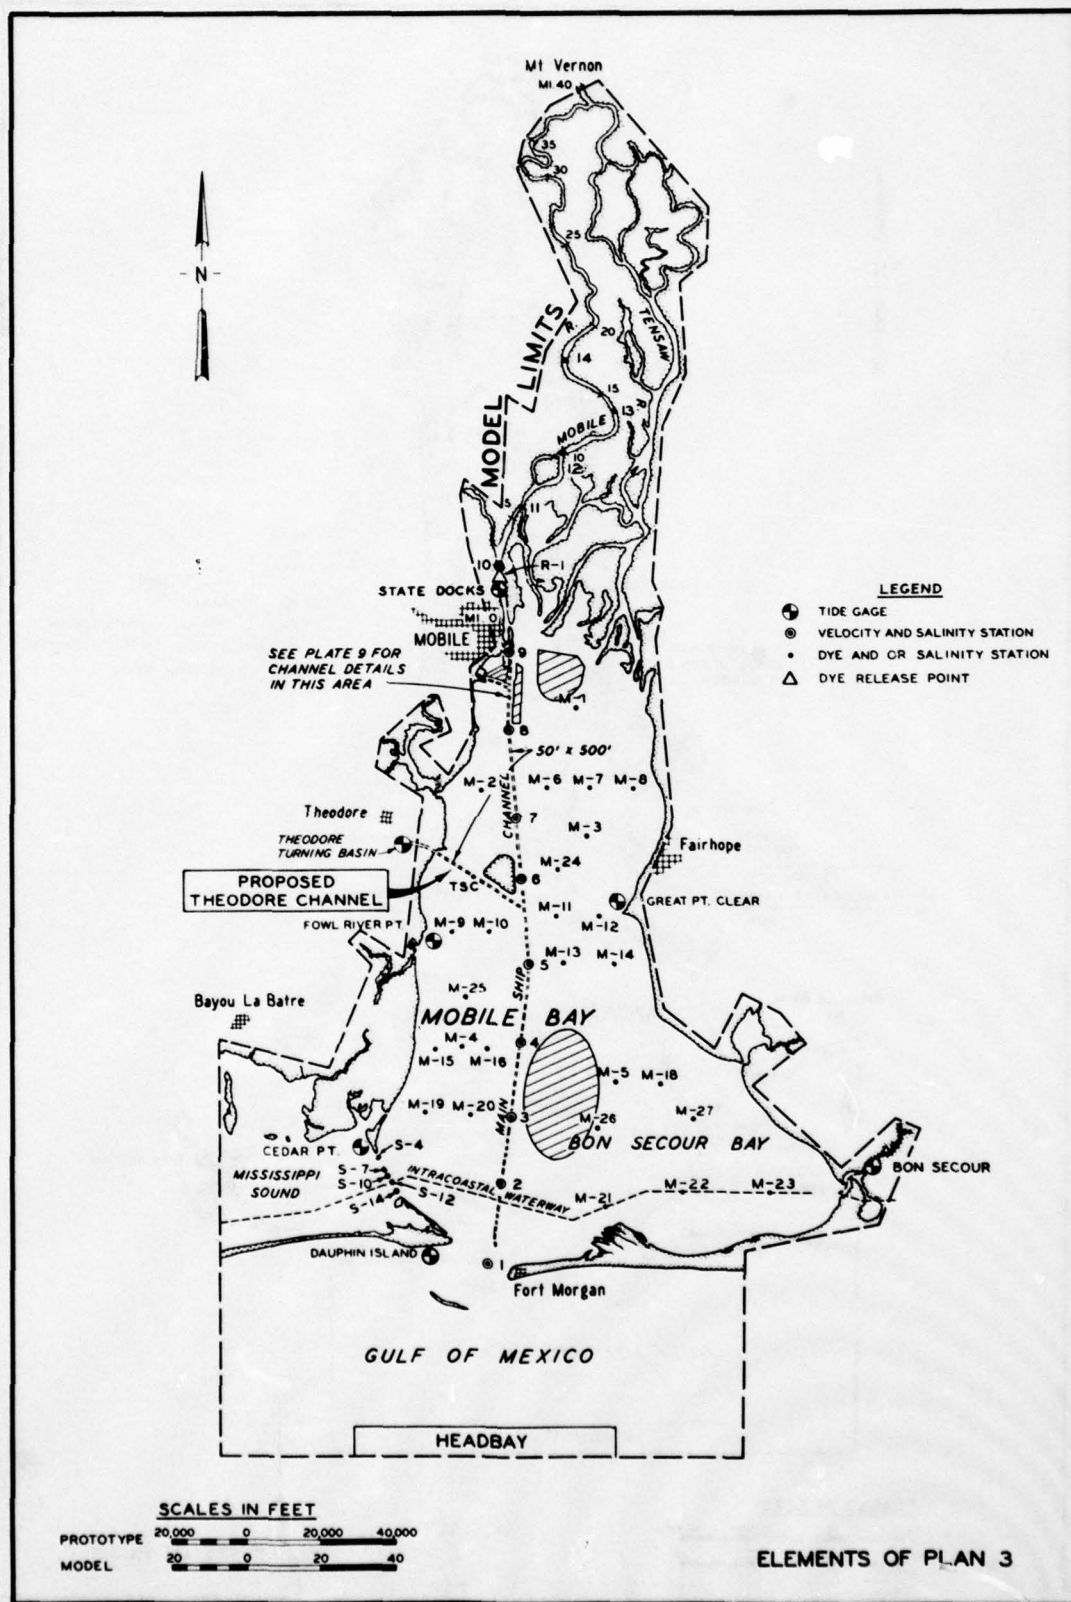 Mt Vernon
MI.40
35
30
25
- N -
20
TENSAW
R.
14
15
R.
13
MODEL LIMITS
MOBILE
10
12
5
11
10
R-1
STATE DOCKS
MI. 0
MOBILE
9
SEE PLATE 9 FOR
CHANNEL DETAILS
IN THIS AREA
M-1
8
50' X 500'
M-2
M-6
M-7
M-8
CHANNEL
7
M-3
Theodore
THEODORE
TURNING BASIN
Fairhope
M-24
6
PROPOSED
THEODORE CHANNEL
TSC
GREAT PT. CLEAR
FOWL RIVER PT.
M-9
M-10
M-11
M-12
5
M-13
M-14
SHIP
M-25
Bayou La Batre
MOBILE BAY
M-4
4
M-15
M-16
M-5
M-18
M-19
M-20
MAIN
3
M-26
M-27
BON SECOUR BAY
CEDAR PT.
S-4
MISSISSIPPI
SOUND
S-7
S-10
INTRACOASTAL WATERWAY
BON SECOUR
S-1A
S-12
2
M-21
M-22
M-23
DAUPHIN ISLAND
1
Fort Morgan
GULF OF MEXICO
HEADBAY
LEGEND
TIDE GAGE
VELOCITY AND SALINITY STATION
DYE AND OR SALINITY STATION
DYE RELEASE POINT
SCALES IN FEET
PROTOTYPE 20,000 0 20,000 40,000
MODEL 20 0 20 40
ELEMENTS OF PLAN 3